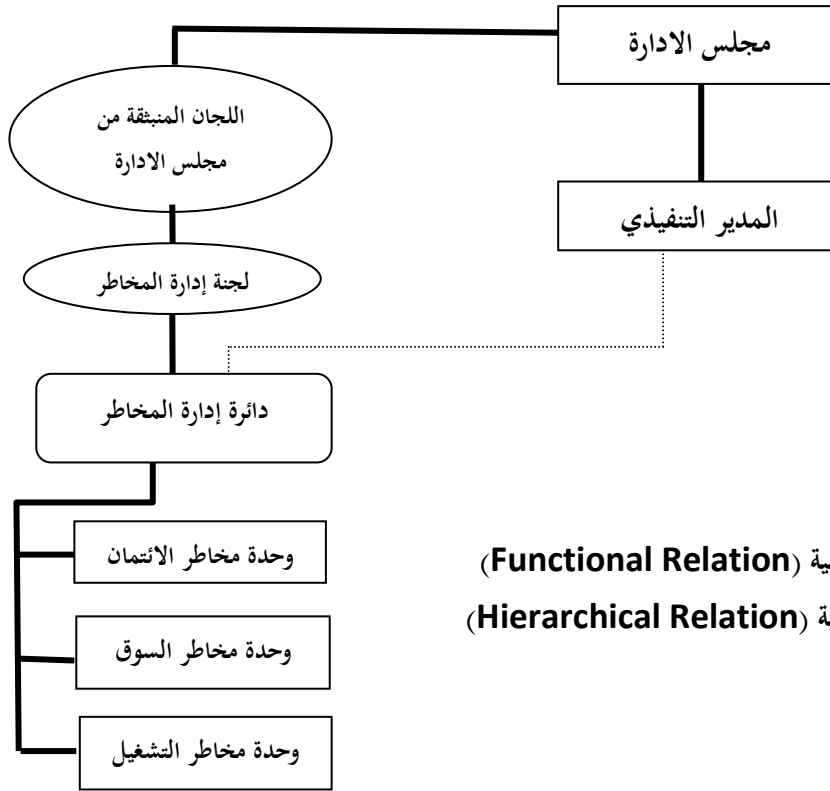 مجلس الادارة
اللجان المنبثقة من
مجلس الادارة
المدير التنفيذي
لجنة إدارة المخاطر
دائرة إدارة المخاطر
وحدة مخاطر الائتمان
(Functional Relation)
وحدة مخاطر السوق
(Hierarchical Relation)
وحدة مخاطر التشغيل